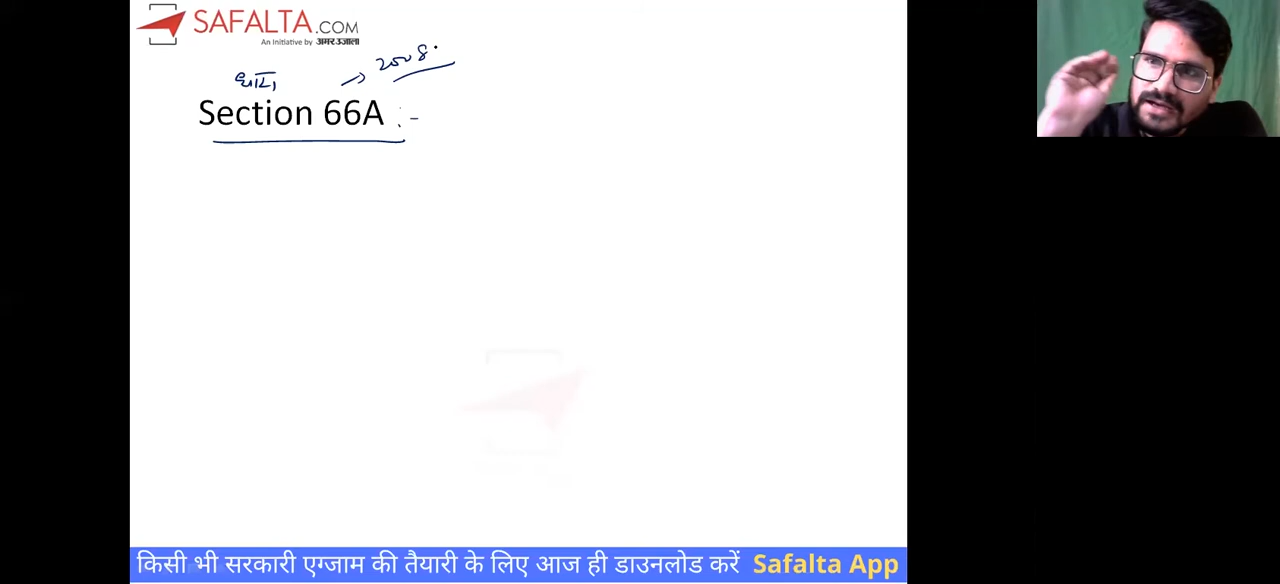 SAFALTA.COM
An Initiative by अमर उजाला
धारा → 2008.
Section 66A :-
किसी भी सरकारी एग्जाम की तैयारी के लिए आज ही डाउनलोड करें Safalta App